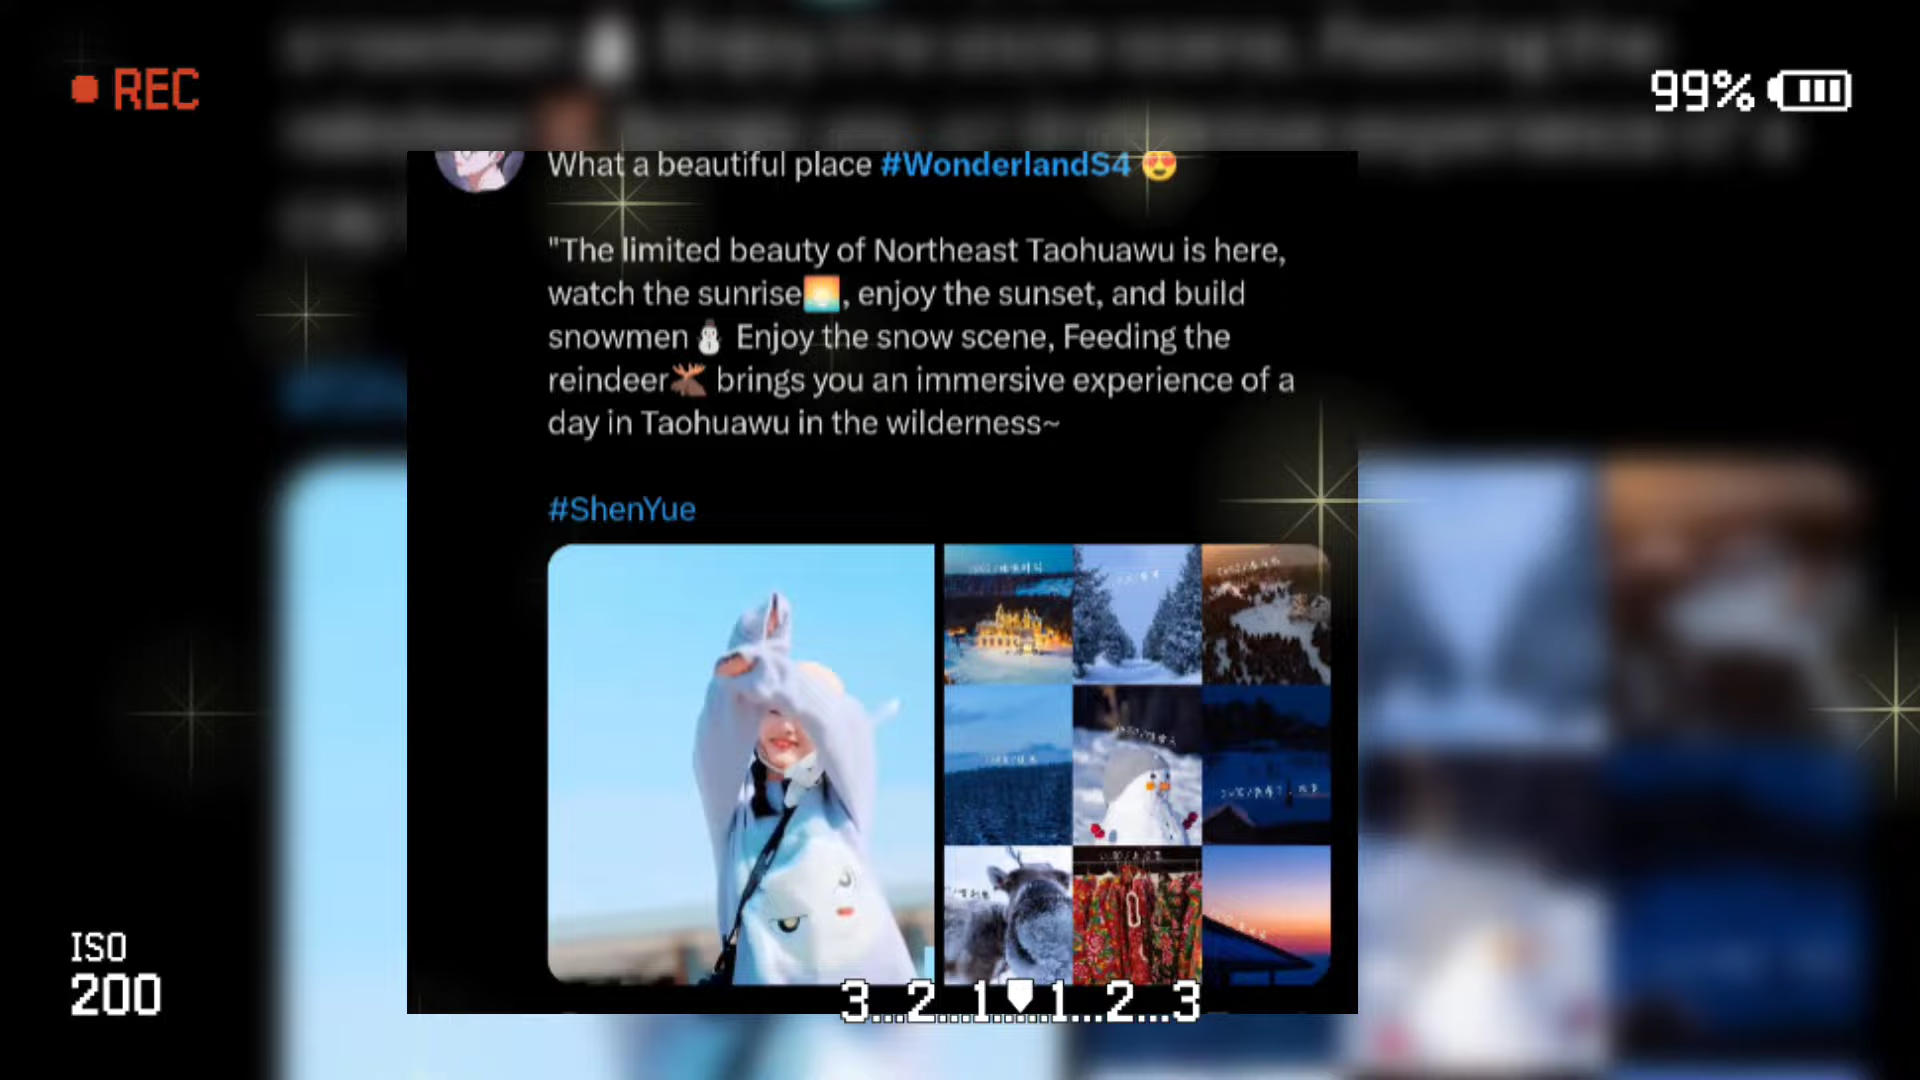 REC
99%
What a beautiful place #WonderlandS4 😍
"The limited beauty of Northeast Taohuawu is here,
watch the sunrise🌅, enjoy the sunset, and build
snowmen⛄ Enjoy the snow scene, Feeding the
reindeer🫎 brings you an immersive experience of a
day in Taohuawu in the wilderness~
#ShenYue
ISO
200
3...2...1...1...2...3